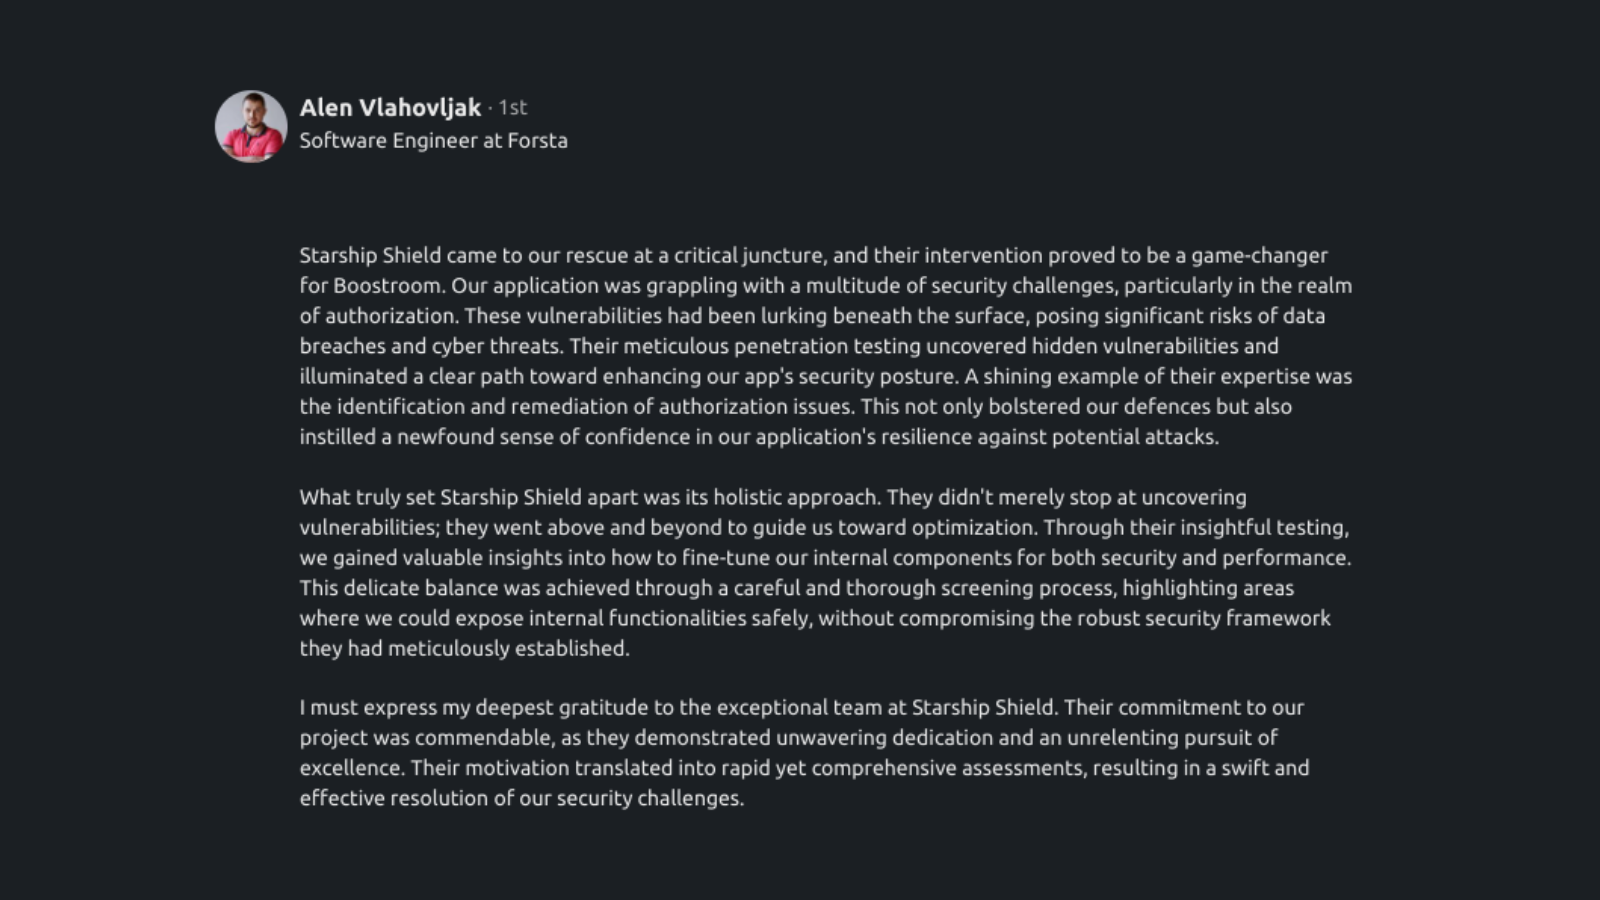 Alen Vlahovljak · 1st
Software Engineer at Forsta
Starship Shield came to our rescue at a critical juncture, and their intervention proved to be a game-changer
for Boostroom. Our application was grappling with a multitude of security challenges, particularly in the realm
of authorization. These vulnerabilities had been lurking beneath the surface, posing significant risks of data
breaches and cyber threats. Their meticulous penetration testing uncovered hidden vulnerabilities and
illuminated a clear path toward enhancing our app's security posture. A shining example of their expertise was
the identification and remediation of authorization issues. This not only bolstered our defences but also
instilled a newfound sense of confidence in our application's resilience against potential attacks.
What truly set Starship Shield apart was its holistic approach. They didn't merely stop at uncovering
vulnerabilities; they went above and beyond to guide us toward optimization. Through their insightful testing,
we gained valuable insights into how to fine-tune our internal components for both security and performance.
This delicate balance was achieved through a careful and thorough screening process, highlighting areas
where we could expose internal functionalities safely, without compromising the robust security framework
they had meticulously established.
I must express my deepest gratitude to the exceptional team at Starship Shield. Their commitment to our
project was commendable, as they demonstrated unwavering dedication and an unrelenting pursuit of
excellence. Their motivation translated into rapid yet comprehensive assessments, resulting in a swift and
effective resolution of our security challenges.